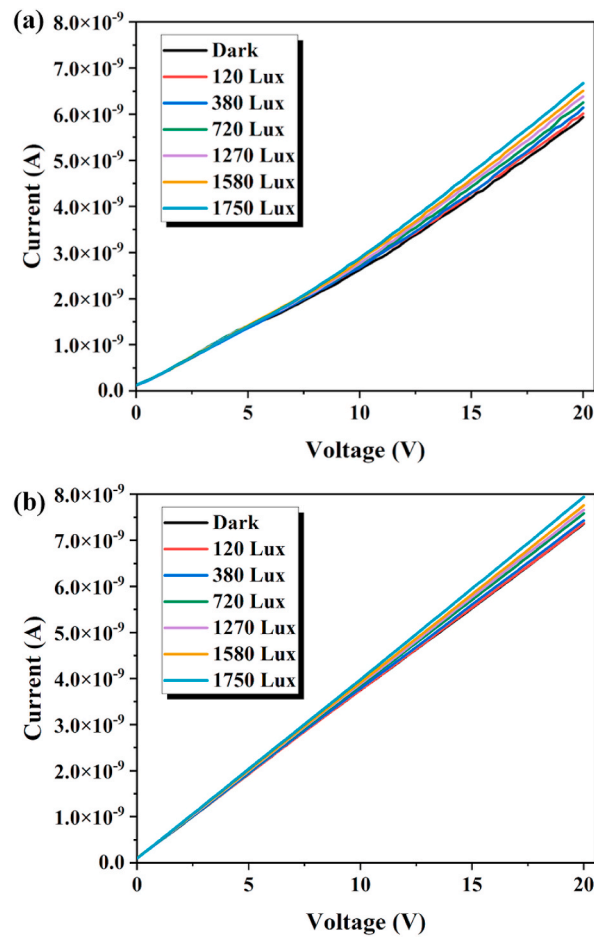 (a)
8.0×10⁻⁹
7.0×10⁻⁹
6.0×10⁻⁹
5.0×10⁻⁹
4.0×10⁻⁹
3.0×10⁻⁹
2.0×10⁻⁹
1.0×10⁻⁹
0.0
Current (A)
Dark
120 Lux
380 Lux
720 Lux
1270 Lux
1580 Lux
1750 Lux
0 5 10 15 20
Voltage (V)
(b)
8.0×10⁻⁹
7.0×10⁻⁹
6.0×10⁻⁹
5.0×10⁻⁹
4.0×10⁻⁹
3.0×10⁻⁹
2.0×10⁻⁹
1.0×10⁻⁹
0.0
Current (A)
Dark
120 Lux
380 Lux
720 Lux
1270 Lux
1580 Lux
1750 Lux
0 5 10 15 20
Voltage (V)